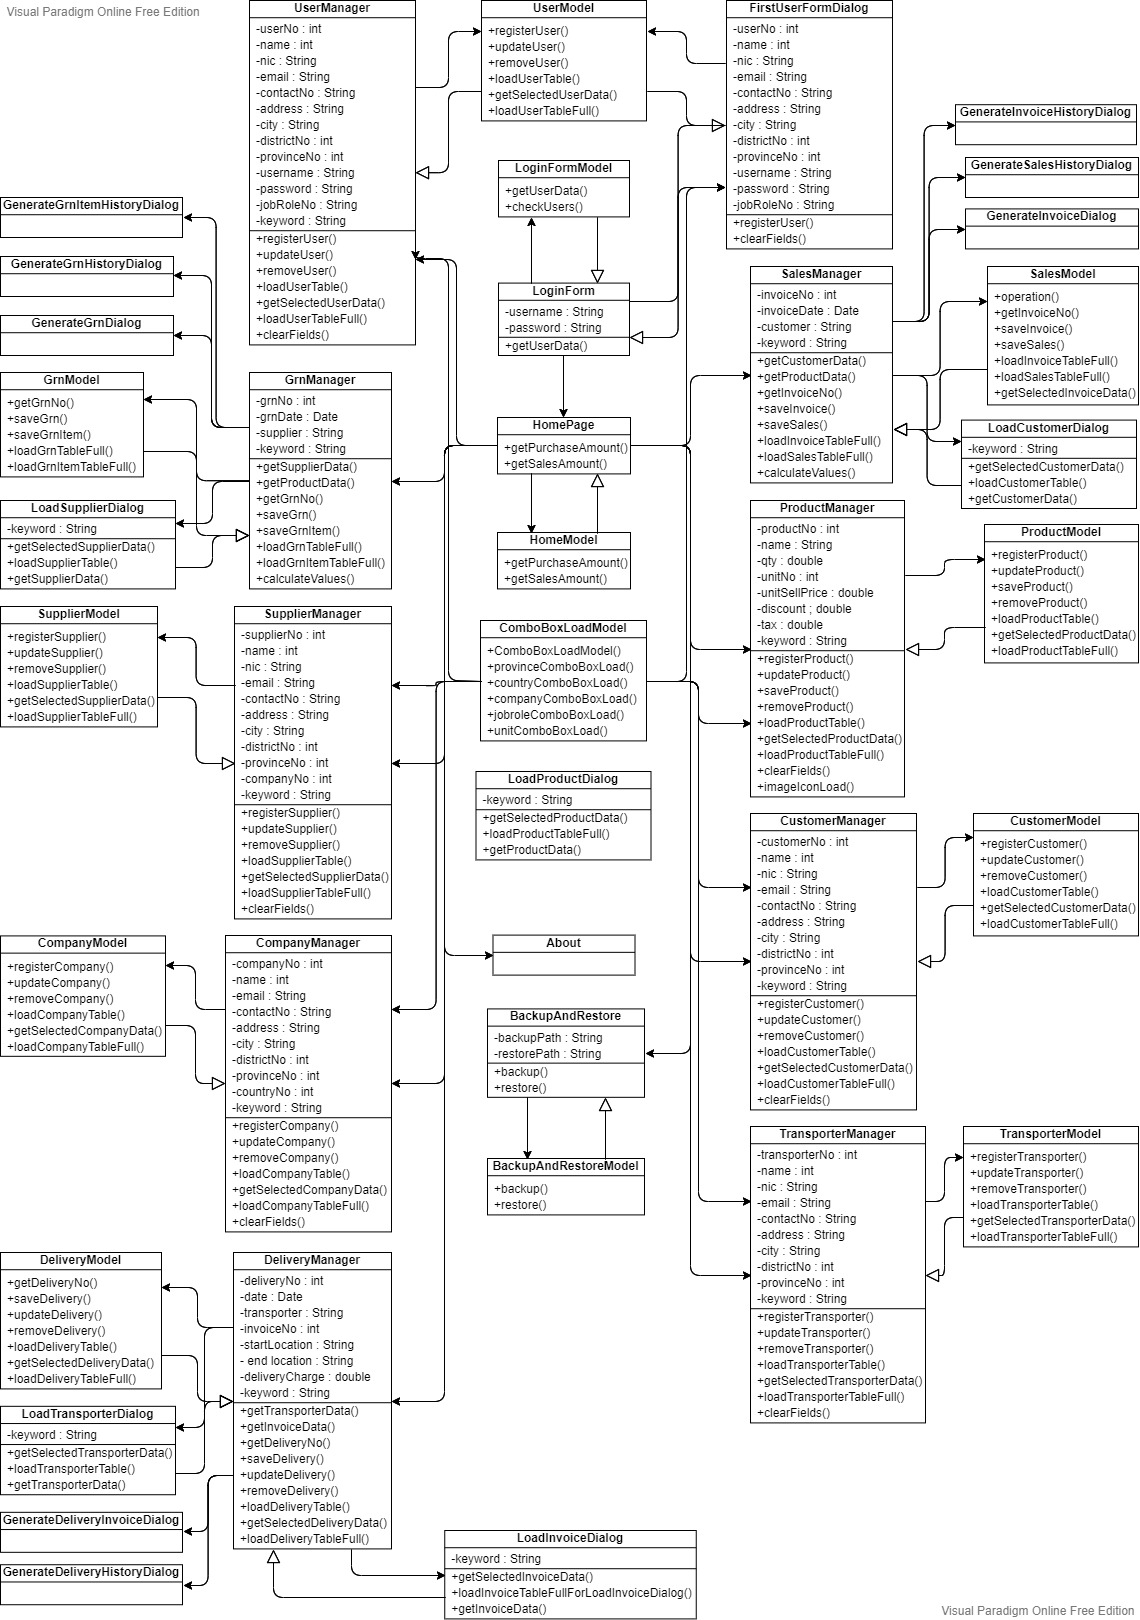 Visual Paradigm Online Free Edition
UserManager
-userNo : int
-name : int
-nic : String
-email : String
-contactNo : String
-address : String
-city : String
-districtNo : int
-provinceNo : int
-username : String
-password : String
-jobRoleNo : String
-keyword : String
+registerUser()
+updateUser()
+removeUser()
+loadUserTable()
+getSelectedUserData()
+loadUserTableFull()
+clearFields()
UserModel
+registerUser()
+updateUser()
+removeUser()
+loadUserTable()
+getSelectedUserData()
+loadUserTableFull()
FirstUserFormDialog
-userNo : int
-name : int
-nic : String
-email : String
-contactNo : String
-address : String
-city : String
-districtNo : int
-provinceNo : int
-username : String
-password : String
-jobRoleNo : String
+registerUser()
+clearFields()
GenerateInvoiceHistoryDialog
GenerateSalesHistoryDialog
GenerateInvoiceDialog
LoginFormModel
+getUserData()
+checkUsers()
GenerateGrnItemHistoryDialog
GenerateGrnHistoryDialog
GenerateGrnDialog
LoginForm
-username : String
-password : String
+getUserData()
SalesManager
-invoiceNo : int
-invoiceDate : Date
-customer : String
-keyword : String
+getCustomerData()
+getProductData()
+getInvoiceNo()
+saveInvoice()
+saveSales()
+loadInvoiceTableFull()
+loadSalesTableFull()
+calculateValues()
SalesModel
+operation()
+getInvoiceNo()
+saveInvoice()
+saveSales()
+loadInvoiceTableFull()
+loadSalesTableFull()
+getSelectedInvoiceData()
GrnModel
+getGrnNo()
+saveGrn()
+saveGrnItem()
+loadGrnTableFull()
+loadGrnItemTableFull()
GrnManager
-grnNo : int
-grnDate : Date
-supplier : String
-keyword : String
+getSupplierData()
+getProductData()
+getGrnNo()
+saveGrn()
+saveGrnItem()
+loadGrnTableFull()
+loadGrnItemTableFull()
+calculateValues()
HomePage
+getPurchaseAmount()
+getSalesAmount()
LoadCustomerDialog
-keyword : String
+getSelectedCustomerData()
+loadCustomerTable()
+getCustomerData()
LoadSupplierDialog
-keyword : String
+getSelectedSupplierData()
+loadSupplierTable()
+getSupplierData()
HomeModel
+getPurchaseAmount()
+getSalesAmount()
ProductManager
-productNo : int
-name : String
-qty : double
-unitNo : int
-unitSellPrice : double
-discount ; double
-tax : double
-keyword : String
+registerProduct()
+updateProduct()
+saveProduct()
+removeProduct()
+loadProductTable()
+getSelectedProductData()
+loadProductTableFull()
+clearFields()
+imageIconLoad()
ProductModel
+registerProduct()
+updateProduct()
+saveProduct()
+removeProduct()
+loadProductTable()
+getSelectedProductData()
+loadProductTableFull()
SupplierModel
+registerSupplier()
+updateSupplier()
+removeSupplier()
+loadSupplierTable()
+getSelectedSupplierData()
+loadSupplierTableFull()
SupplierManager
-supplierNo : int
-name : int
-nic : String
-email : String
-contactNo : String
-address : String
-city : String
-districtNo : int
-provinceNo : int
-companyNo : int
-keyword : String
+registerSupplier()
+updateSupplier()
+removeSupplier()
+loadSupplierTable()
+getSelectedSupplierData()
+loadSupplierTableFull()
+clearFields()
ComboBoxLoadModel
+ComboBoxLoadModel()
+provinceComboBoxLoad()
+countryComboBoxLoad()
+companyComboBoxLoad()
+jobroleComboBoxLoad()
+unitComboBoxLoad()
LoadProductDialog
-keyword : String
+getSelectedProductData()
+loadProductTableFull()
+getProductData()
CustomerManager
-customerNo : int
-name : int
-nic : String
-email : String
-contactNo : String
-address : String
-city : String
-districtNo : int
-provinceNo : int
-keyword : String
+registerCustomer()
+updateCustomer()
+removeCustomer()
+loadCustomerTable()
+getSelectedCustomerData()
+loadCustomerTableFull()
+clearFields()
CustomerModel
+registerCustomer()
+updateCustomer()
+removeCustomer()
+loadCustomerTable()
+getSelectedCustomerData()
+loadCustomerTableFull()
CompanyModel
+registerCompany()
+updateCompany()
+removeCompany()
+loadCompanyTable()
+getSelectedCompanyData()
+loadCompanyTableFull()
CompanyManager
-companyNo : int
-name : int
-email : String
-contactNo : String
-address : String
-city : String
-districtNo : int
-provinceNo : int
-countryNo : int
-keyword : String
+registerCompany()
+updateCompany()
+removeCompany()
+loadCompanyTable()
+getSelectedCompanyData()
+loadCompanyTableFull()
+clearFields()
About
BackupAndRestore
-backupPath : String
-restorePath : String
+backup()
+restore()
BackupAndRestoreModel
+backup()
+restore()
TransporterManager
-transporterNo : int
-name : int
-nic : String
-email : String
-contactNo : String
-address : String
-city : String
-districtNo : int
-provinceNo : int
-keyword : String
+registerTransporter()
+updateTransporter()
+removeTransporter()
+loadTransporterTable()
+getSelectedTransporterData()
+loadTransporterTableFull()
+clearFields()
TransporterModel
+registerTransporter()
+updateTransporter()
+removeTransporter()
+loadTransporterTable()
+getSelectedTransporterData()
+loadTransporterTableFull()
DeliveryModel
+getDeliveryNo()
+saveDelivery()
+updateDelivery()
+removeDelivery()
+loadDeliveryTable()
+getSelectedDeliveryData()
+loadDeliveryTableFull()
DeliveryManager
-deliveryNo : int
-date : Date
-transporter : String
-invoiceNo : int
-startLocation : String
- end location : String
-deliveryCharge : double
-keyword : String
+getTransporterData()
+getInvoiceData()
+getDeliveryNo()
+saveDelivery()
+updateDelivery()
+removeDelivery()
+loadDeliveryTable()
+getSelectedDeliveryData()
+loadDeliveryTableFull()
LoadTransporterDialog
-keyword : String
+getSelectedTransporterData()
+loadTransporterTable()
+getTransporterData()
GenerateDeliveryInvoiceDialog
GenerateDeliveryHistoryDialog
LoadInvoiceDialog
-keyword : String
+getSelectedInvoiceData()
+loadInvoiceTableFullForLoadInvoiceDialog()
+getInvoiceData()
Visual Paradigm Online Free Edition